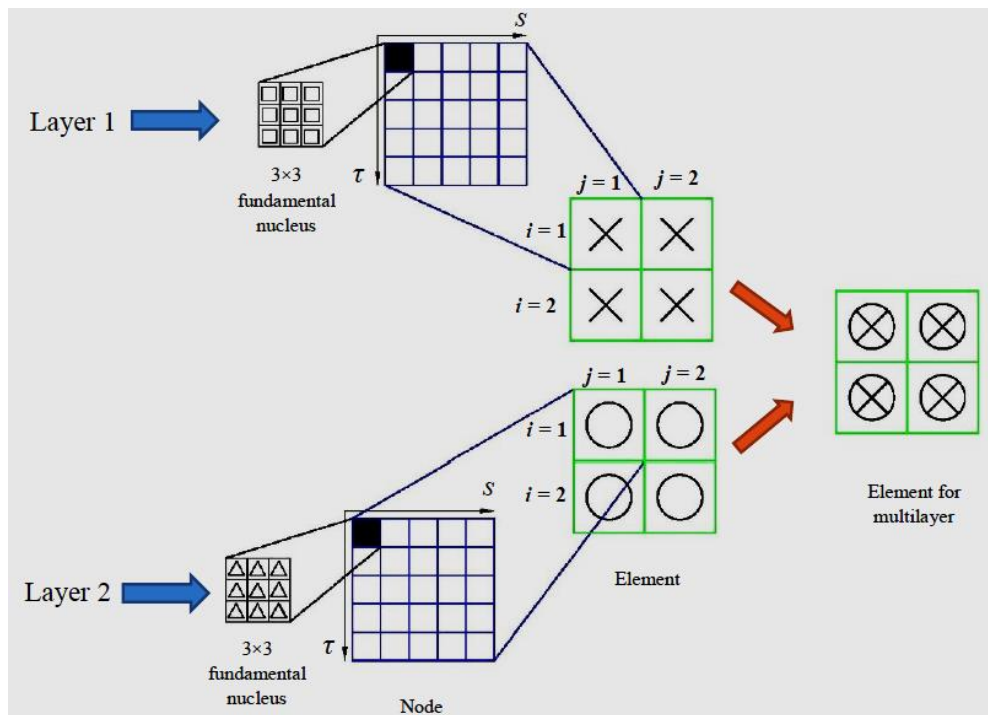 S
Layer 1
3×3
fundamental
nucleus
τ
j = 1 j = 2
i = 1
i = 2
j = 1 j = 2
i = 1
i = 2
Element
Element for
multilayer
S
Layer 2
3×3
fundamental
nucleus
τ
Node